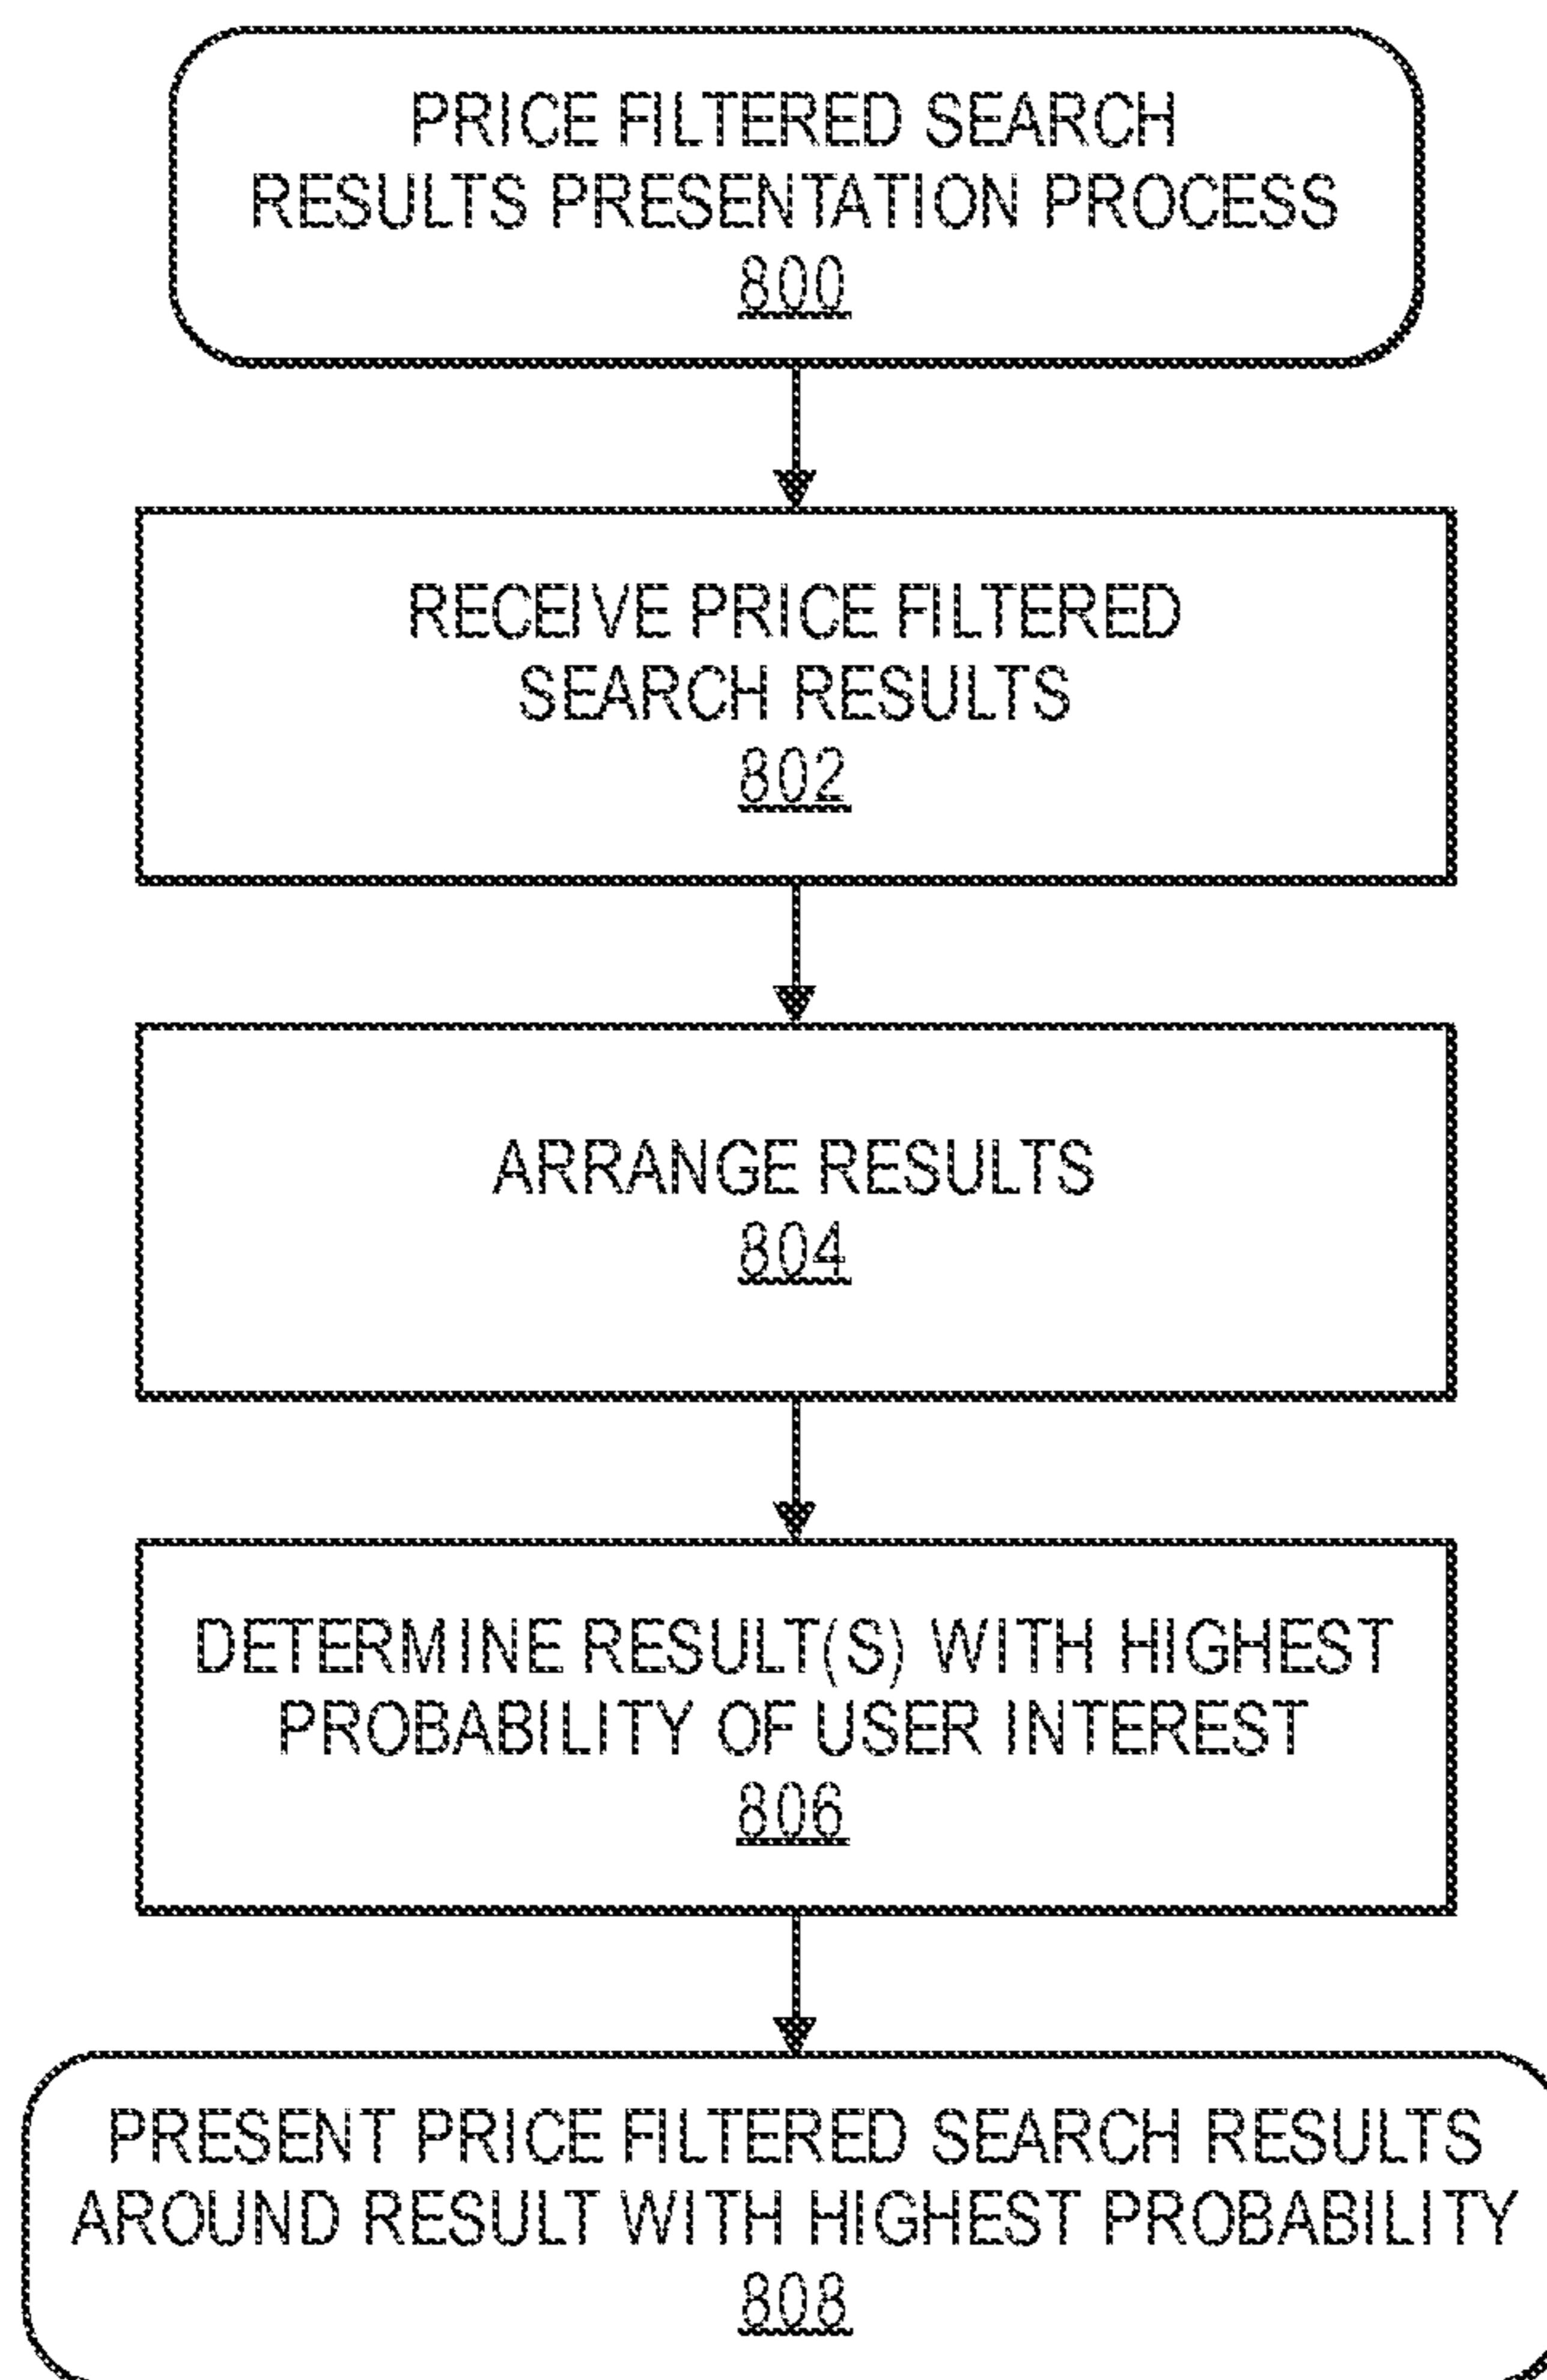 PRICE FILTERED SEARCH
RESULTS PRESENTATION PROCESS
800
RECEIVE PRICE FILTERED
SEARCH RESULTS
802
ARRANGE RESULTS
804
DETERMINE RESULT(S) WITH HIGHEST
PROBABILITY OF USER INTEREST
806
PRESENT PRICE FILTERED SEARCH RESULTS
AROUND RESULT WITH HIGHEST PROBABILITY
808